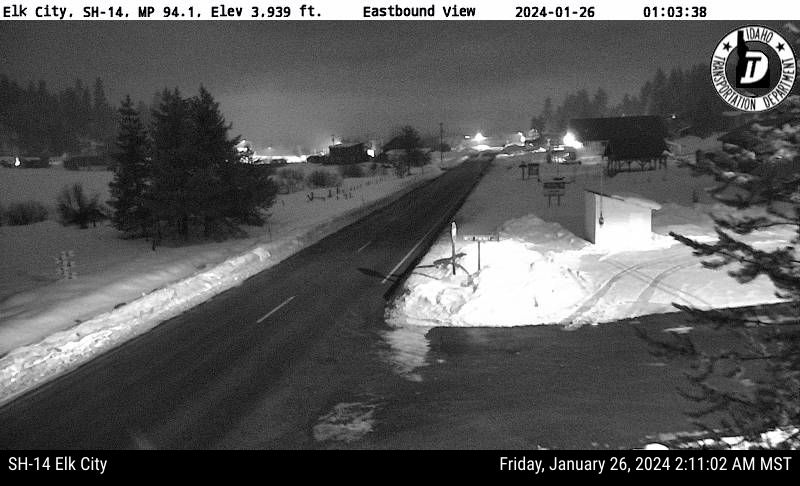 Elk City, SH-14, MP 94.1, Elev 3,939 ft. Eastbound View 2024-01-26 01:03:38
IDAHO
TRANSPORTATION DEPARTMENT
SH-14 Elk City Friday, January 26, 2024 2:11:02 AM MST